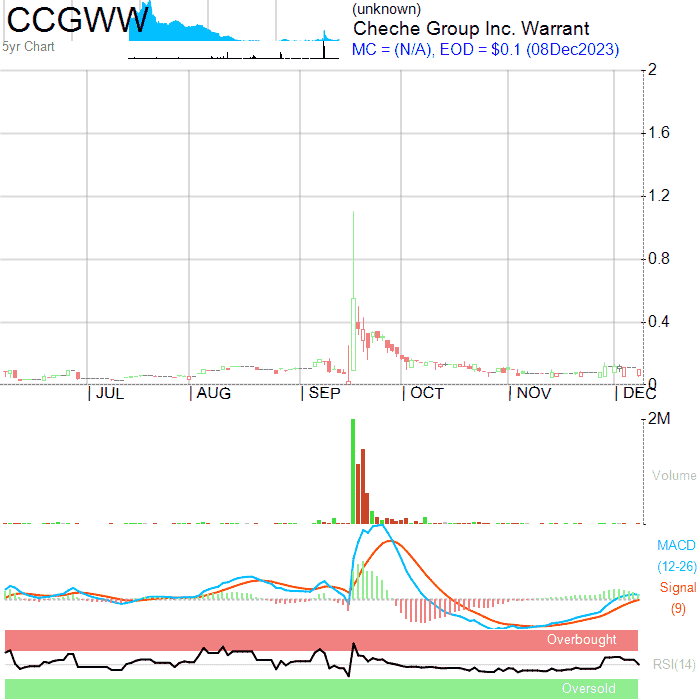 CCGWW
5yr Chart
(unknown)
Cheche Group Inc. Warrant
MC = (N/A), EOD = $0.1 (08Dec2023)
2
1.6
1.2
0.8
0.4
0
| JUL | AUG | SEP | OCT | NOV | DEC
2M
Volume
MACD
(12-26)
Signal
(9)
Overbought
RSI(14)
Oversold